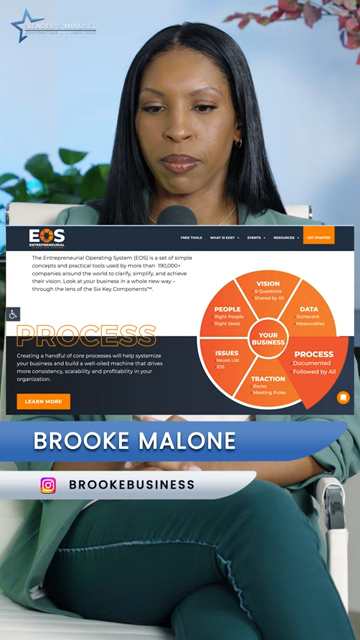 LEADER'S MINDSET
EOS
ENTREPRENEURIAL
FREE TOOLS
WHAT IS EOS?
EVENTS
RESOURCES
GET STARTED
The Entrepreneurial Operating System (EOS) is a set of simple
concepts and practical tools used by more than 190,000+
companies around the world to clarify, simplify, and achieve
their vision. Look at your business in a whole new way –
through the lens of the Six Key Components™.
PROCESS
Creating a handful of core processes will help systemize
your business and build a well-oiled machine that drives
more consistency, scalability and profitability in your
organization.
LEARN MORE
VISION
8 Questions
Shared by All
DATA
Scorecard
Measurables
PROCESS
Documented
Followed by All
TRACTION
Rocks
Meeting Pulse
ISSUES
Issues List
IDS
PEOPLE
Right People
Right Seats
YOUR
BUSINESS
BROOKE MALONE
BROOKEBUSINESS